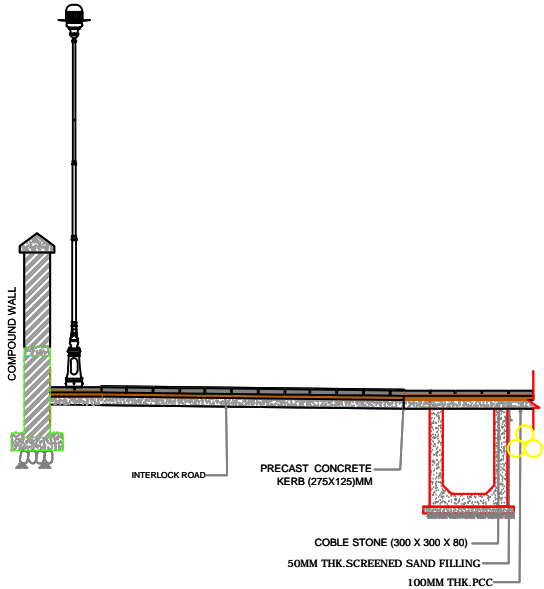 COMPOUND WALL
INTERLOCK ROAD
PRECAST CONCRETE
KERB (275X125)MM
COBLE STONE (300 X 300 X 80)
50MM THK.SCREENED SAND FILLING
100MM THK.PCC